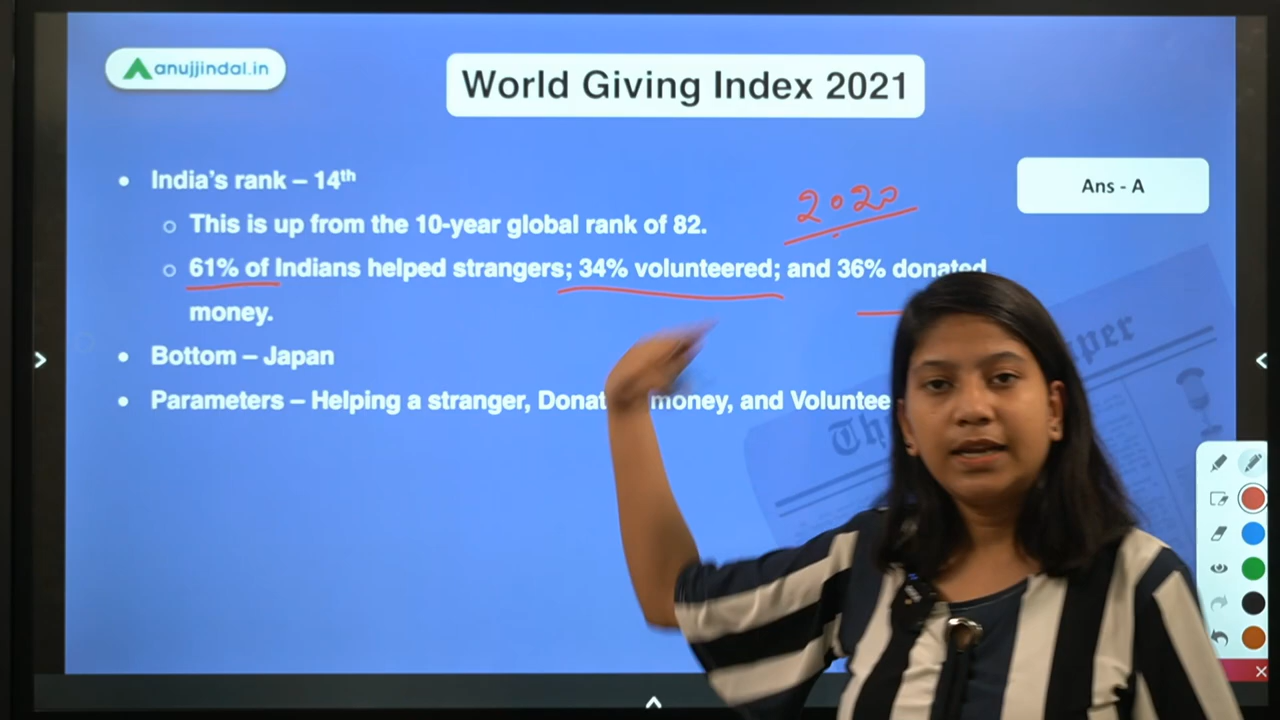 anujjindal.in
World Giving Index 2021
India's rank – 14th
Ans - A
2020
This is up from the 10-year global rank of 82.
61% of Indians helped strangers; 34% volunteered; and 36% donated
money.
Bottom – Japan
Parameters – Helping a stranger, money, and